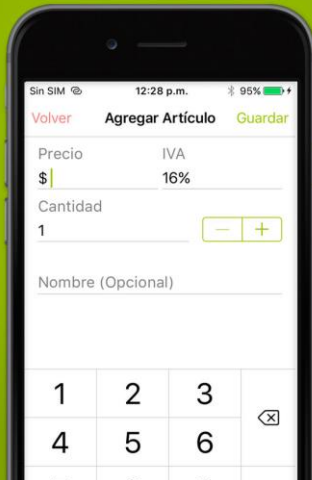 Sin SIM 12:28 p.m. 95%
Volver Agregar Artículo Guardar
Precio IVA
$ 16%
Cantidad
1 — +
Nombre (Opcional)
1 2 3
4 5 6